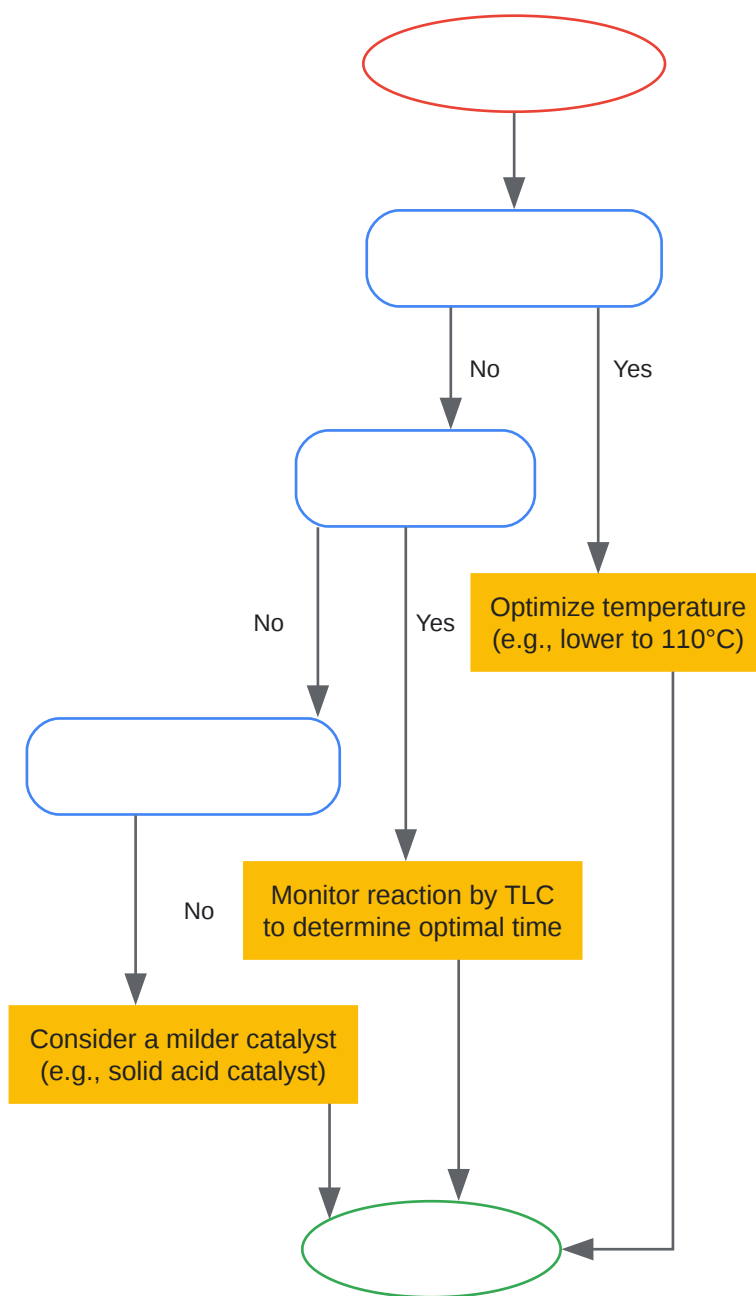 No
Yes
Optimize temperature
(e.g., lower to 110°C)
No
Yes
Monitor reaction by TLC
to determine optimal time
No
Consider a milder catalyst
(e.g., solid acid catalyst)